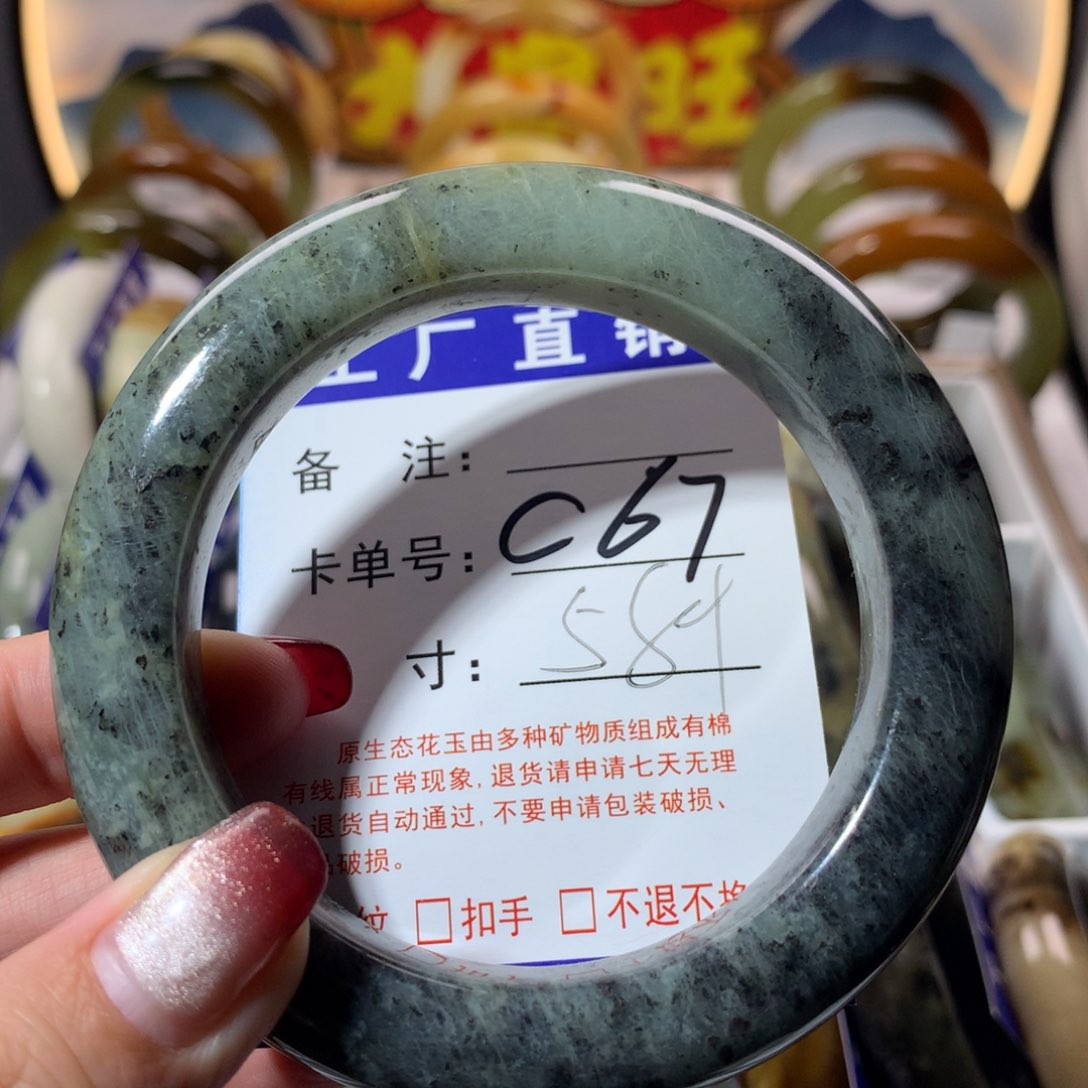 旺
厂直销
备 注:
卡单号: C67
寸: 584
原生态花玉由多种矿物质组成有棉
有线属正常现象,退货请申请七天无理
退货自动通过,不要申请包装破损、
破损。
纹 □扣手 □不退不换